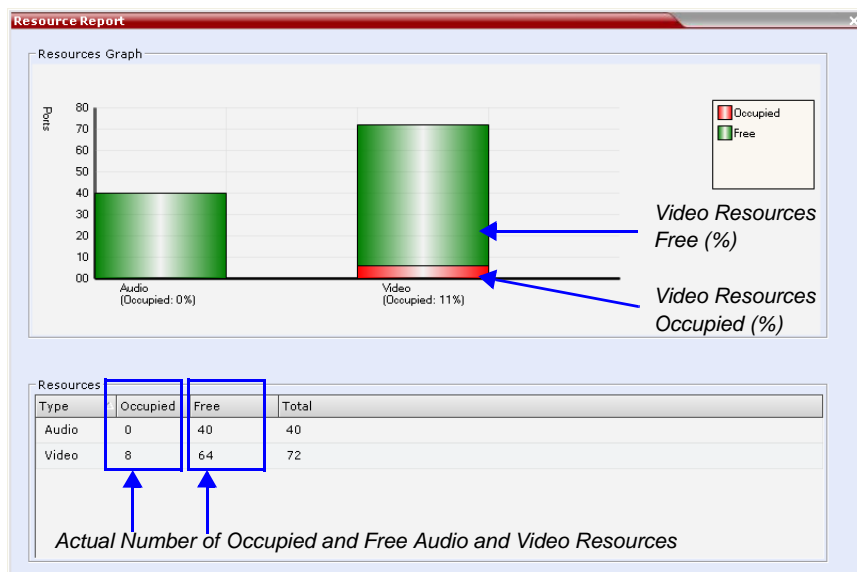 Resource Report
x
Resources Graph
Ports
80
70
60
50
40
30
20
10
00
Audio
(Occupied: 0%)
Video
(Occupied: 11%)
Occupied
Free
Video Resources
Free (%)
Video Resources
Occupied (%)
Resources
Type Occupied Free Total
Audio 0 40 40
Video 8 64 72
Actual Number of Occupied and Free Audio and Video Resources